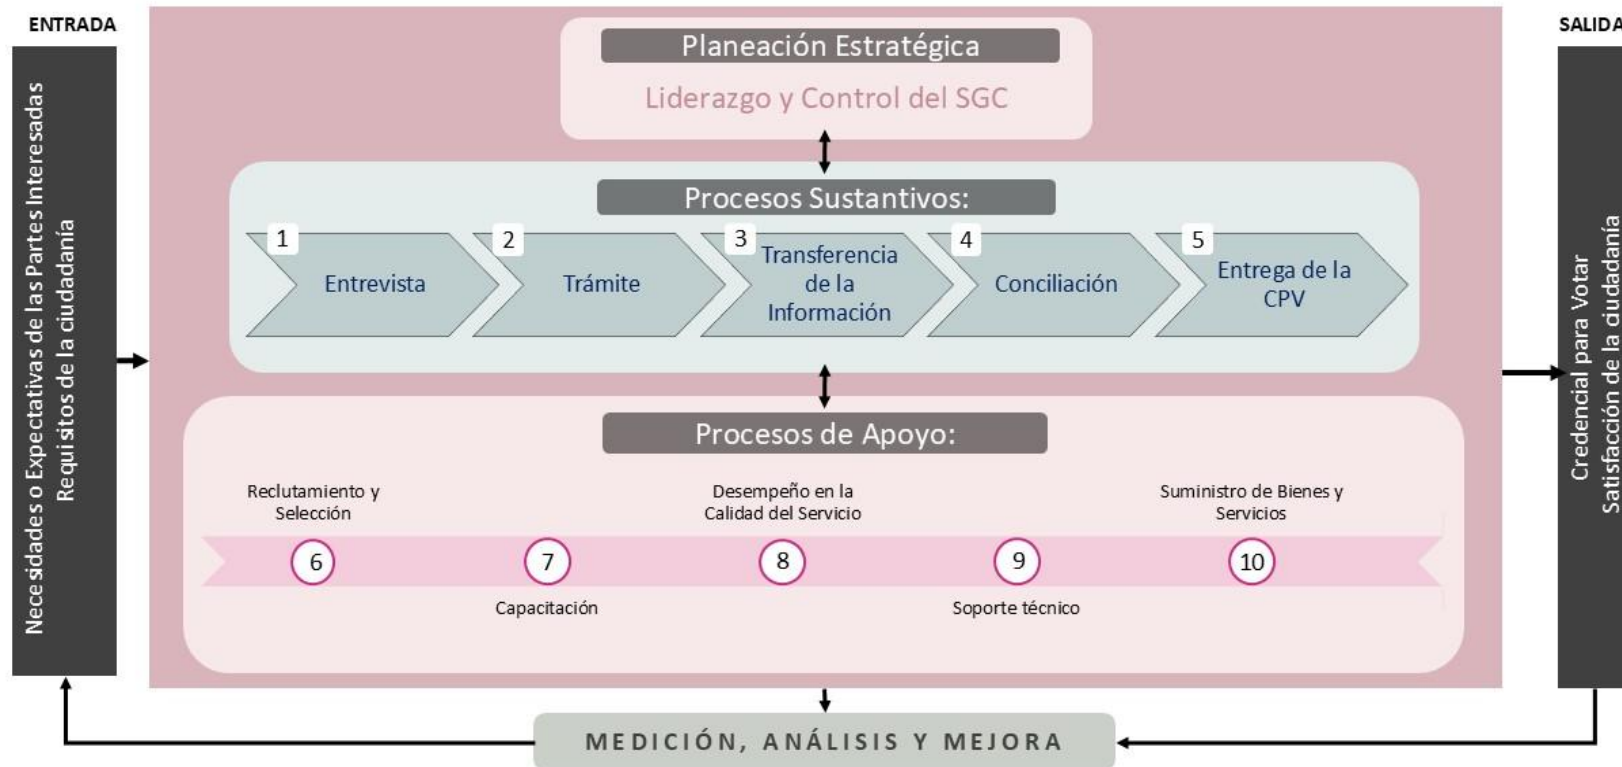 ENTRADA
SALIDA
Necesidades o Expectativas de las Partes Interesadas
Requisitos de la ciudadanía
Planeación Estratégica
Liderazgo y Control del SGC
Procesos Sustantivos:
1
Entrevista
2
Trámite
3
Transferencia
de la
Información
4
Conciliación
5
Entrega de la
CPV
Procesos de Apoyo:
Reclutamiento y
Selección
6
7
Capacitación
Desempeño en la
Calidad del Servicio
8
9
Soporte técnico
Suministro de Bienes y
Servicios
10
Credencial para Votar
Satisfacción de la ciudadanía
MEDICIÓN, ANÁLISIS Y MEJORA